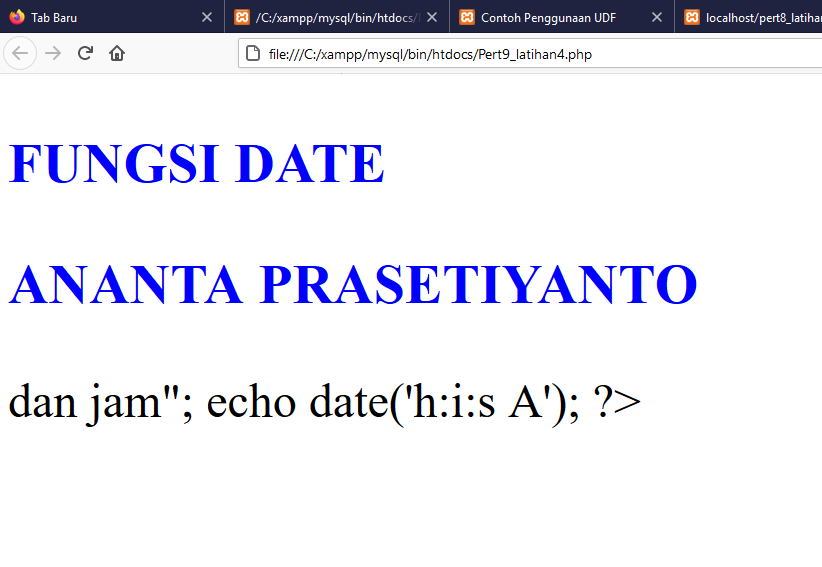 Tab Baru
/C:/xampp/mysql/bin/htdocs/
Contoh Penggunaan UDF
localhost/pert8_latihan
file:///C:/xampp/mysql/bin/htdocs/Pert9_latihan4.php
FUNGSI DATE
ANANTA PRASETIYANTO
dan jam"; echo date('h:i:s A'); ?>